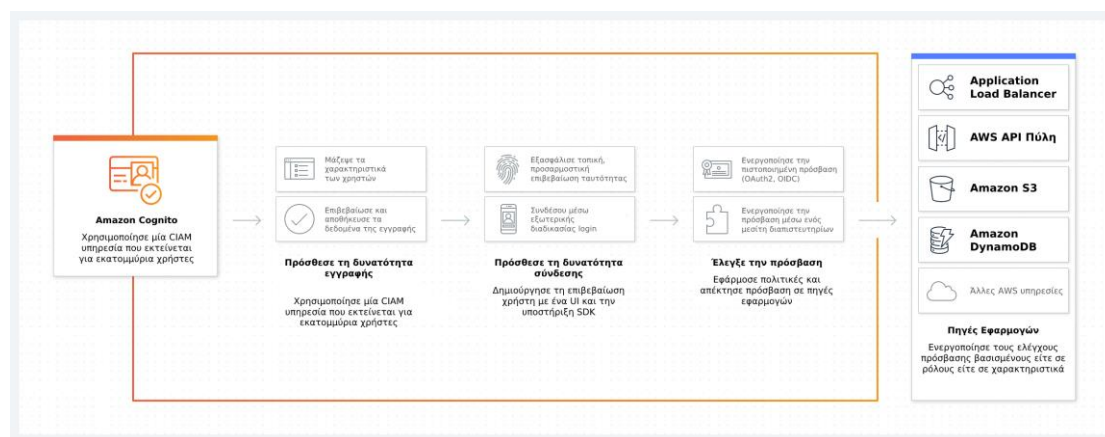 Amazon Cognito
Χρησιμοποίησε μία CIAM
υπηρεσία που εκτείνεται
για εκατομμύρια χρήστες
Μάζεψε τα
χαρακτηριστικά
των χρηστών
Επιβεβαίωσε και
αποθήκευσε τα
δεδομένα της εγγραφής
Πρόσθεσε τη δυνατότητα
εγγραφής
Χρησιμοποίησε μία CIAM
υπηρεσία που εκτείνεται για
εκατομμύρια χρήστες
Εξασφάλισε τοπική,
προσαρμοστική
επιβεβαίωση ταυτότητας
Συνδέσου μέσω
εξωτερικής
διαδικασίας login
Πρόσθεσε τη δυνατότητα
σύνδεσης
Δημιούργησε τη επιβεβαίωση
χρήστη με ένα UI και την
υποστήριξη SDK
Ενεργοποίησε την
πιστοποιημένη πρόσβαση
(OAuth2, OIDC)
Ενεργοποίησε την
πρόσβαση μέσω ενός
μεσίτη διαπιστευτηρίων
Έλεγξε την πρόσβαση
Εφάρμοσε πολιτικές και
απέκτησε πρόσβαση σε πηγές
εφαρμογών
Application
Load Balancer
AWS API Πύλη
Amazon S3
Amazon
DynamoDB
Άλλες AWS υπηρεσίες
Πηγές Εφαρμογών
Ενεργοποίησε τους ελέγχους
πρόσβασης βασισμένους είτε σε
ρόλους είτε σε χαρακτηριστικά